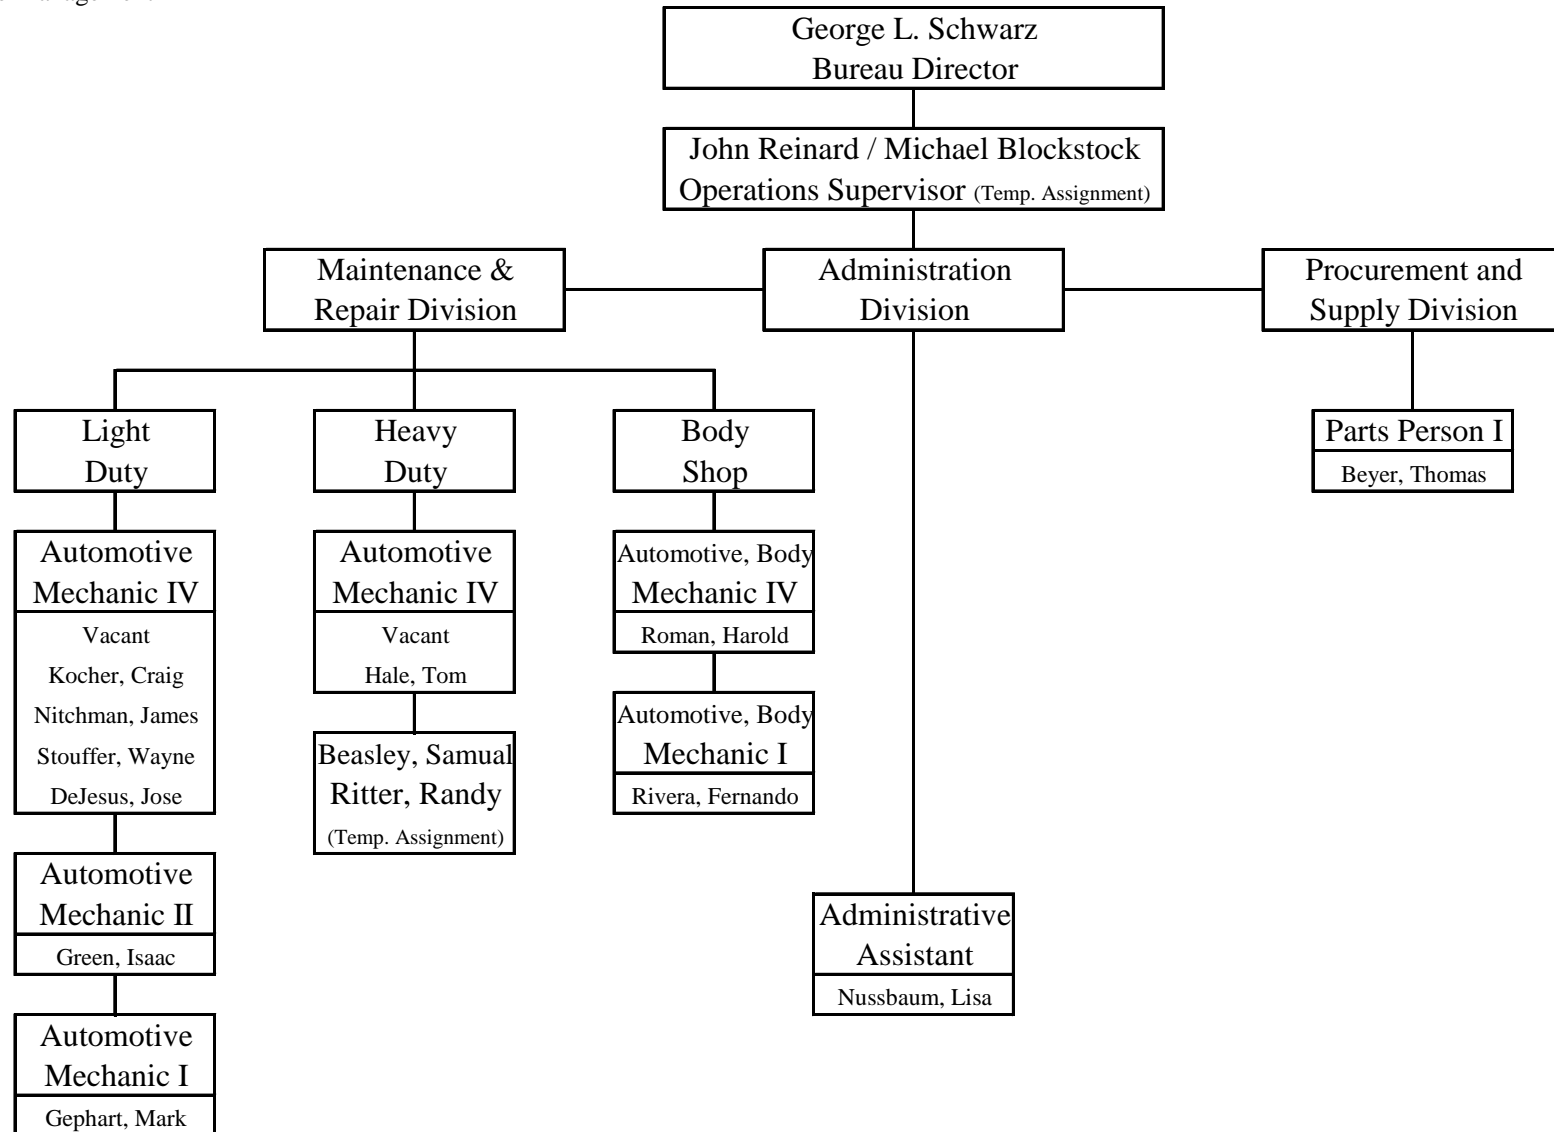 George L. Schwarz
Bureau Director
John Reinard / Michael Blockstock
Operations Supervisor (Temp. Assignment)
Maintenance &
Repair Division
Administration
Division
Procurement and
Supply Division
Light
Duty
Heavy
Duty
Body
Shop
Parts Person I
Beyer, Thomas
Automotive
Mechanic IV
Vacant
Kocher, Craig
Nitchman, James
Stouffer, Wayne
DeJesus, Jose
Automotive
Mechanic IV
Vacant
Hale, Tom
Automotive, Body
Mechanic IV
Roman, Harold
Beasley, Samual
Ritter, Randy
(Temp. Assignment)
Automotive, Body
Mechanic I
Rivera, Fernando
Automotive
Mechanic II
Green, Isaac
Administrative
Assistant
Nussbaum, Lisa
Automotive
Mechanic I
Gephart, Mark